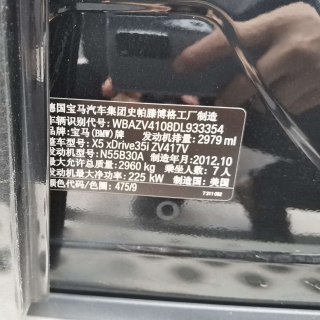 德国宝马汽车集团史帕滕博格工厂制造
车辆识别代号: WBAZV4108DL933354
品牌: 宝马(BMW)牌 发动机排量: 2979 ml
整车型号: X5 xDrive35i ZV417V
发动机型号: N55B30A 制造年月: 2012.10
最大允许总质量: 2960 kg 乘坐人数: 7人
发动机最大净功率: 225 kW 制造国: 美国
颜色代码/色圈: 475/9